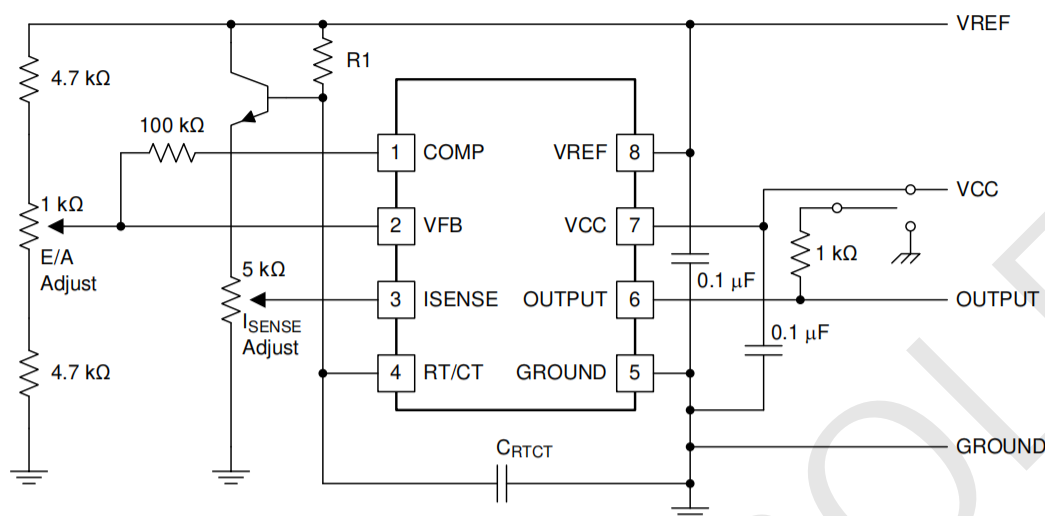 VREF
R1
4.7 kΩ
100 kΩ
1 COMP
VREF 8
VCC
1 kΩ
E/A
Adjust
2 VFB
VCC 7
1 kΩ
5 kΩ
ISENSE
Adjust
3 ISENSE
OUTPUT 6
0.1 μF
OUTPUT
0.1 μF
4.7 kΩ
4 RT/CT
GROUND 5
CRTCT
GROUND